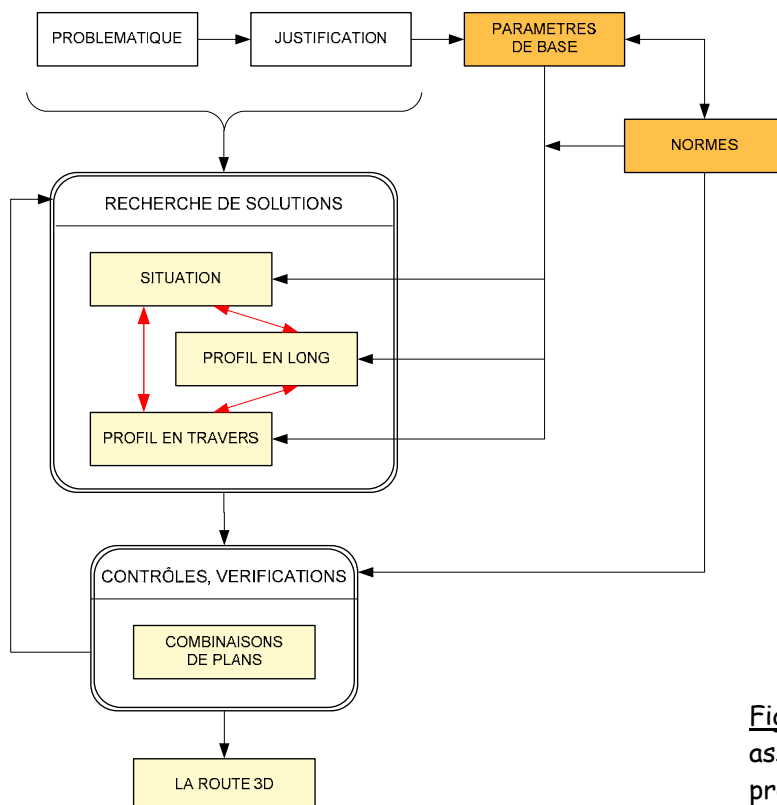 PROBLEMATIQUE
JUSTIFICATION
PARAMETRES
DE BASE
NORMES
RECHERCHE DE SOLUTIONS
SITUATION
PROFIL EN LONG
PROFIL EN TRAVERS
CONTRÔLES, VERIFICATIONS
COMBINAISONS
DE PLANS
LA ROUTE 3D